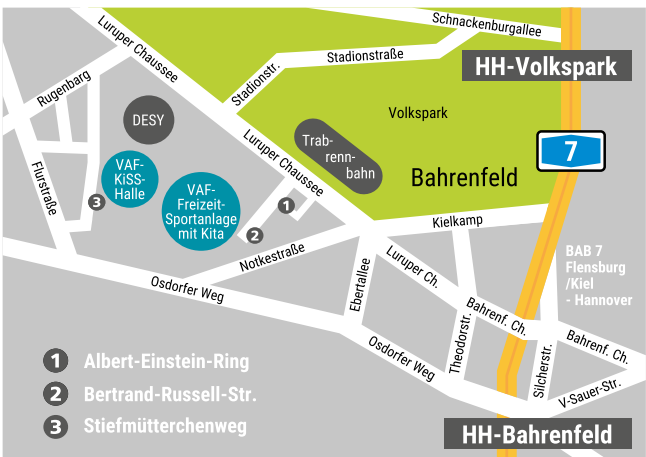 Schnackenburgallee
Luruper Chaussee
Stadionstraße
HH-Volkspark
Rugenbarg
Stadionstr.
DESY
Volkspark
Trab-
renn-
bahn
7
Luruper Chaussee
VAF-
KiSS-
Halle
Bahrenfeld
Flurstraße
VAF-
Freizeit-
Sportanlage
mit Kita
3
1
2
Kielkamp
Notkestraße
BAB 7
Flensburg
/Kiel
- Hannover
Luruper Ch.
Ebertallee
Osdorfer Weg
Bahrenf. Ch.
Theodorstr.
Bahrenf. Ch.
Osdorfer Weg
Silcherstr.
V-Sauer-Str.
1 Albert-Einstein-Ring
2 Bertrand-Russell-Str.
3 Stiefmütterchenweg
HH-Bahrenfeld